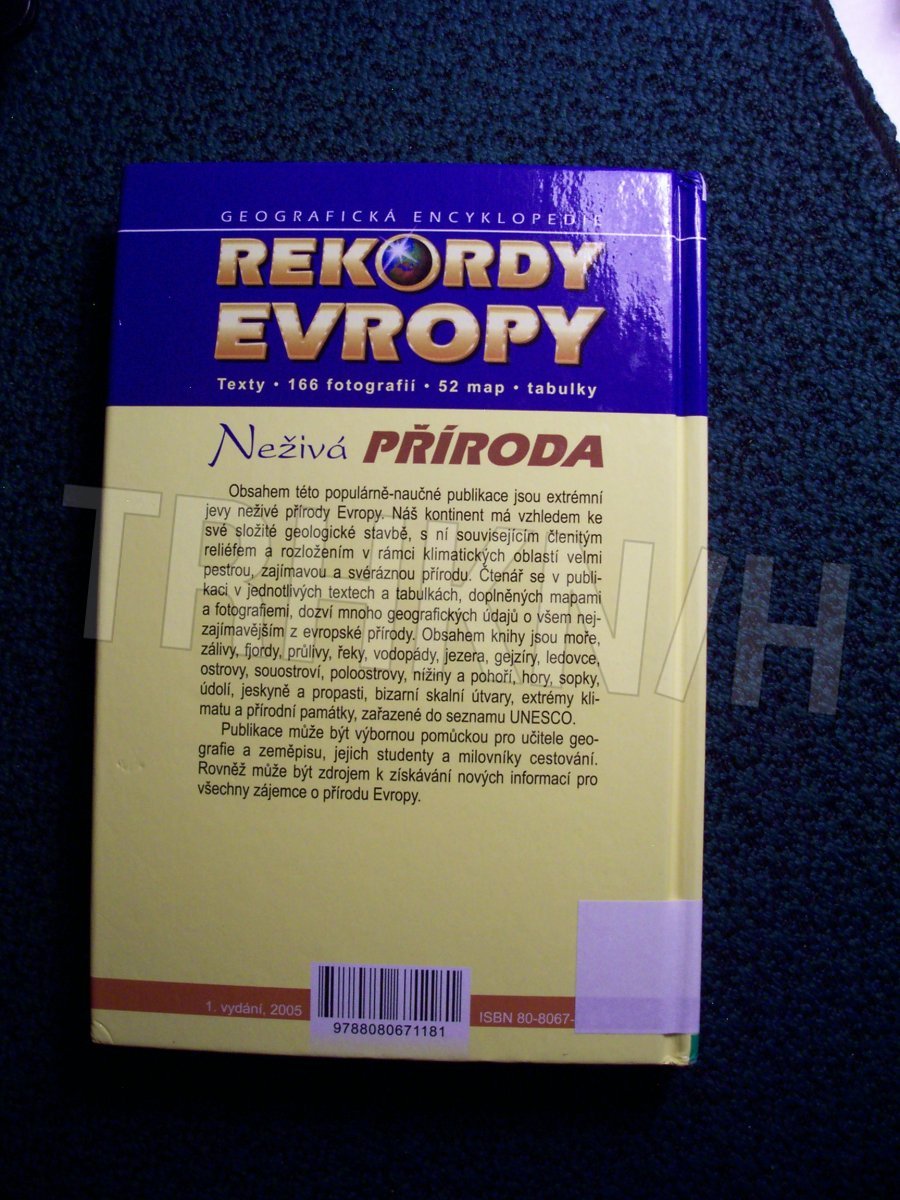 GEOGRAFICKÁ ENCYKLOPEDIE
REKORDY
EVROPY
Texty • 166 fotografií • 52 map • tabulky
Neživá PŘÍRODA
Obsahem této populárně-naučné publikace jsou extrémní
jevy neživé přírody Evropy. Náš kontinent má vzhledem ke
své složité geologické stavbě, s ní souvisejícím členitým
reliéfem a rozložením v rámci klimatických oblastí velmi
pestrou, zajímavou a svéráznou přírodu. Čtenář se v publi-
kaci v jednotlivých textech a tabulkách, doplněných mapami
a fotografiemi, dozví mnoho geografických údajů o všem nej-
zajímavějším z evropské přírody. Obsahem knihy jsou moře,
zálivy, fjordy, průlivy, řeky, vodopády, jezera, gejzíry, ledovce,
ostrovy, souostroví, poloostrovy, nížiny a pohoří, hory, sopky,
údolí, jeskyně a propasti, bizarní skalní útvary, extrémy kli-
matu a přírodní památky, zařazené do seznamu UNESCO.
Publikace může být výbornou pomůckou pro učitele geo-
grafie a zeměpisu, jejich studenty a milovníky cestování.
Rovněž může být zdrojem k získávání nových informací pro
všechny zájemce o přírodu Evropy.
1. vydání, 2005
9788080671181
ISBN 80-8067-